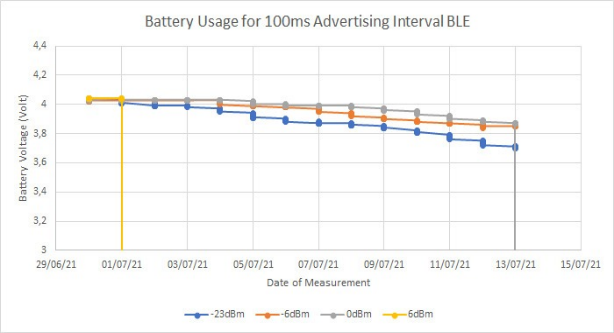 Battery Usage for 100ms Advertising Interval BLE
4,4
4,2
4
3,8
3,6
3,4
3,2
3
Battery Voltage (Volt)
29/06/21 01/07/21 03/07/21 05/07/21 07/07/21 09/07/21 11/07/21 13/07/21 15/07/21
Date of Measurement
-23dBm -6dBm 0dBm 6dBm